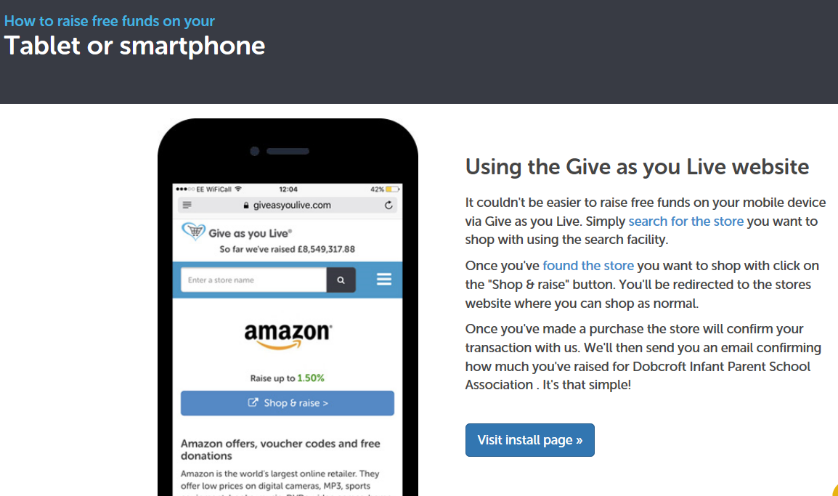 How to raise free funds on your
Tablet or smartphone
EE WiFiCall 12:04 42%
giveasyoulive.com
Give as you Live®
So far we've raised £8,549,317.88
Enter a store name
amazon
Raise up to 1.50%
Shop & raise >
Amazon offers, voucher codes and free
donations
Amazon is the world's largest online retailer. They
offer low prices on digital cameras, MP3, sports
Using the Give as you Live website
It couldn't be easier to raise free funds on your mobile device
via Give as you Live. Simply search for the store you want to
shop with using the search facility.
Once you've found the store you want to shop with click on
the "Shop & raise" button. You'll be redirected to the stores
website where you can shop as normal.
Once you've made a purchase the store will confirm your
transaction with us. We'll then send you an email confirming
how much you've raised for Dobcroft Infant Parent School
Association . It's that simple!
Visit install page »